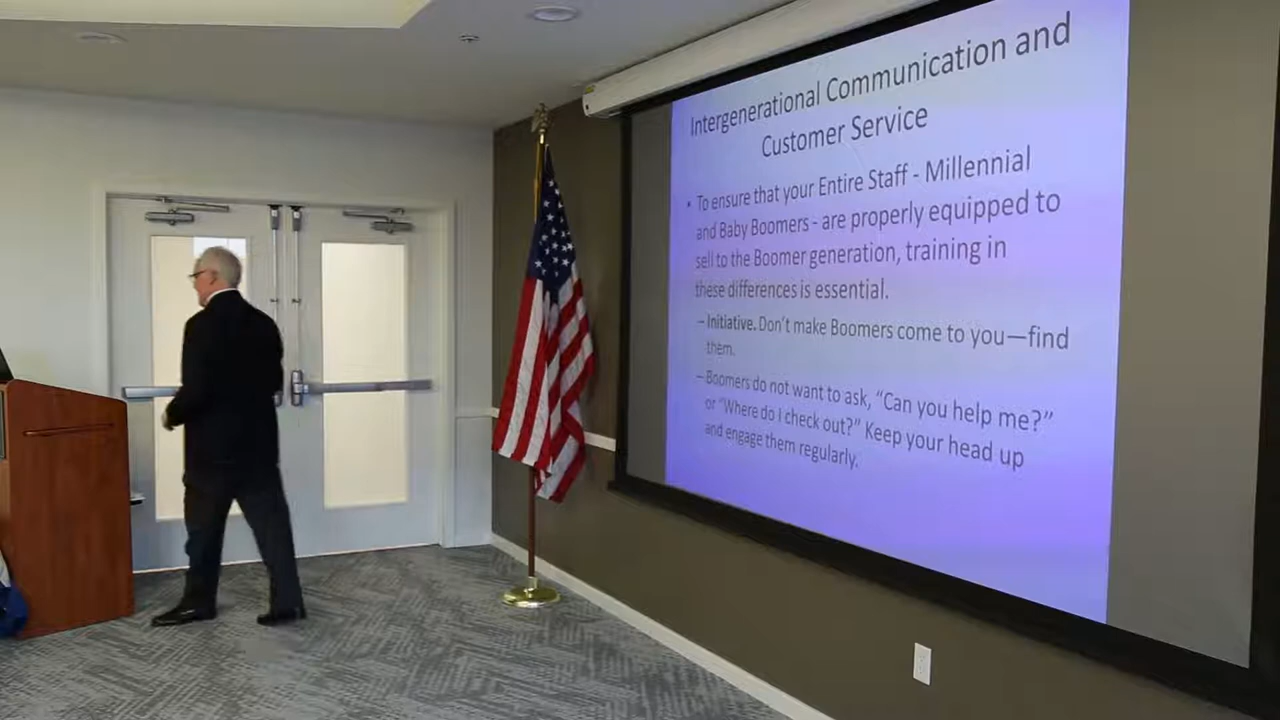 Intergenerational Communication and
Customer Service
• To ensure that your Entire Staff - Millennial
and Baby Boomers - are properly equipped to
sell to the Boomer generation, training in
these differences is essential.
– Initiative. Don't make Boomers come to you—find
them.
– Boomers do not want to ask, "Can you help me?"
or "Where do I check out?" Keep your head up
and engage them regularly.